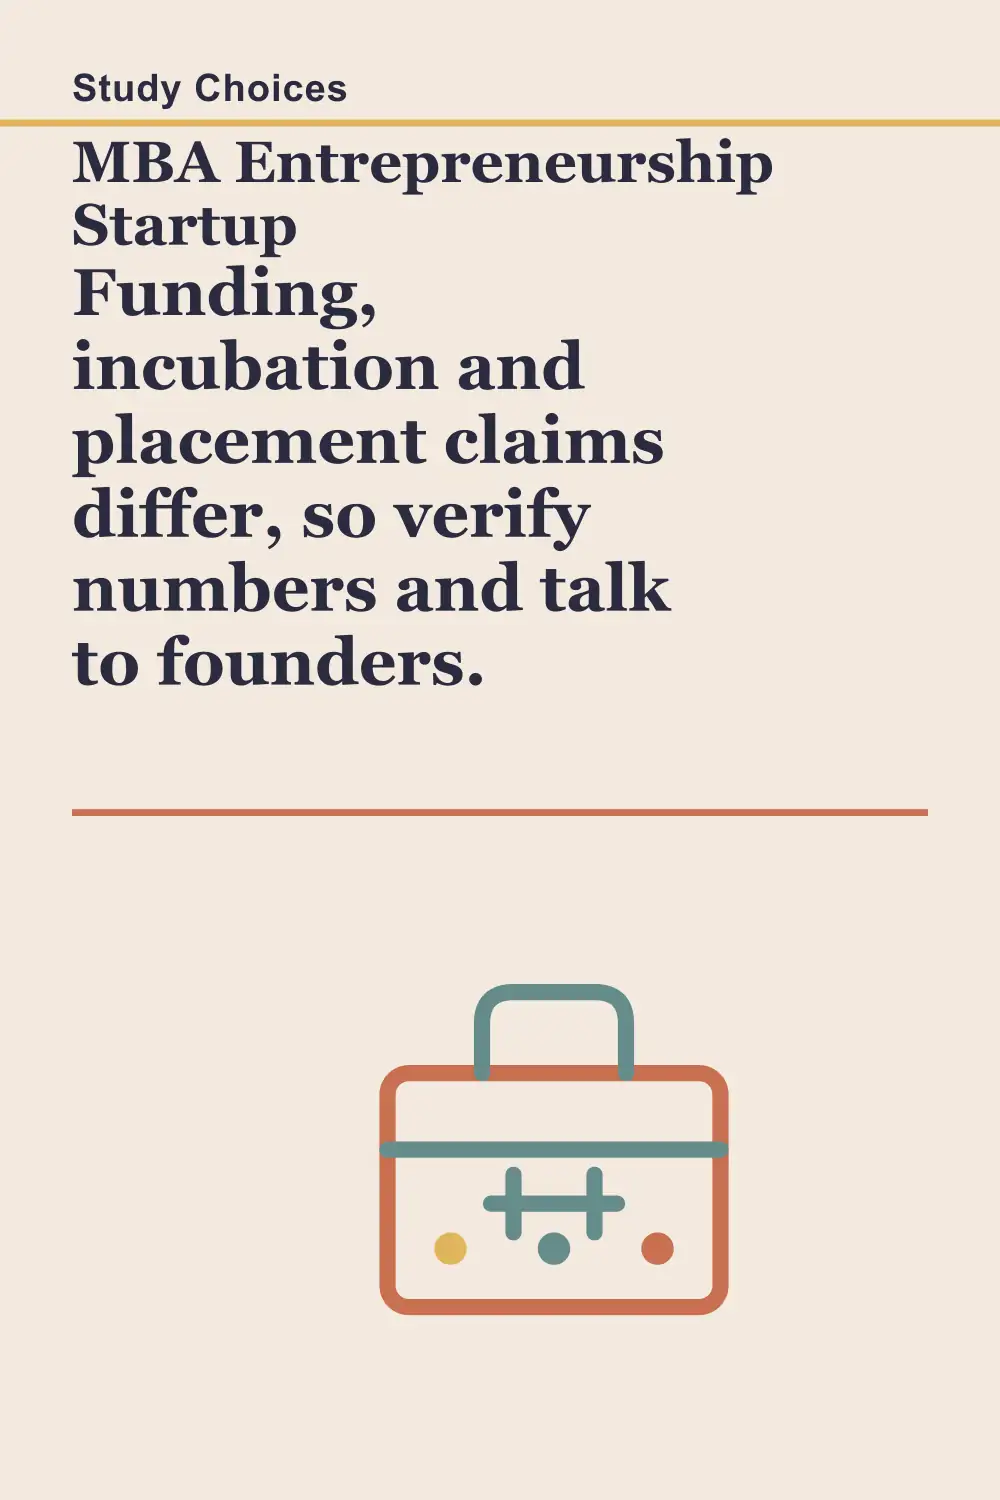 Study Choices
MBA Entrepreneurship
Startup
Funding,
incubation and
placement claims
differ, so verify
numbers and talk
to founders.